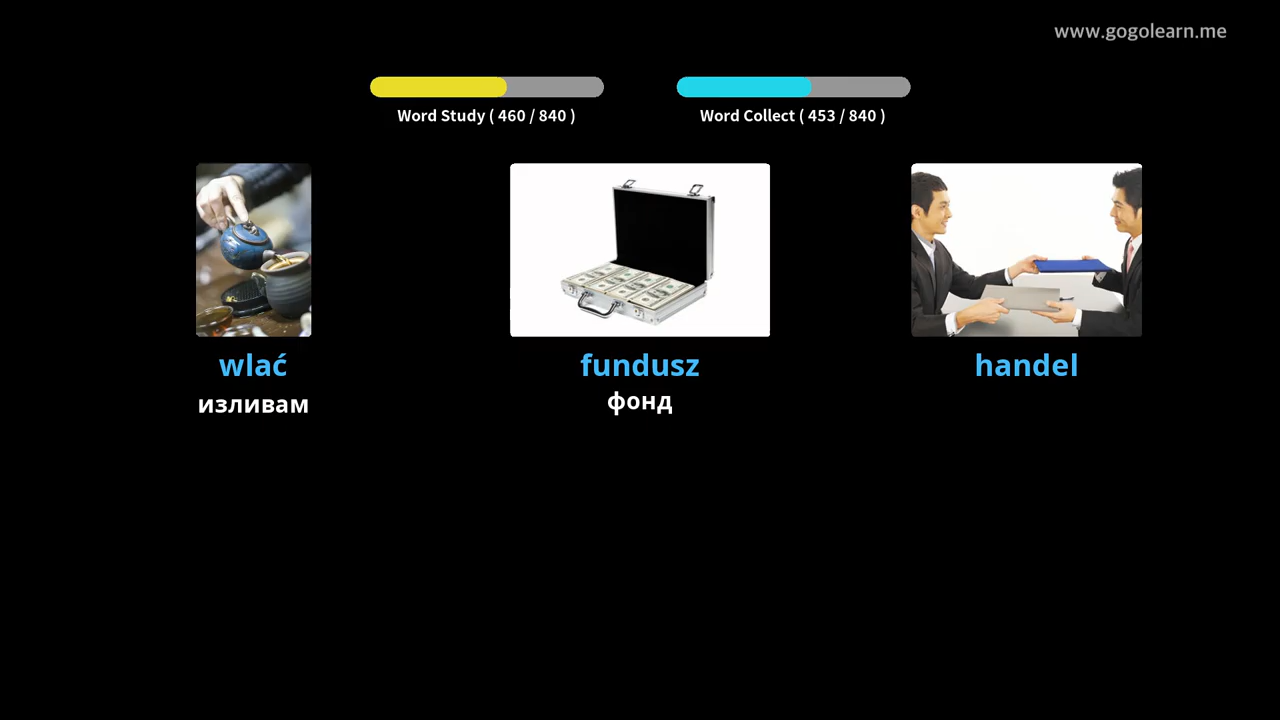 www.gogolearn.me
Word Study ( 460 / 840 )
Word Collect ( 453 / 840 )
wlać
fundusz
handel
изливам
фонд